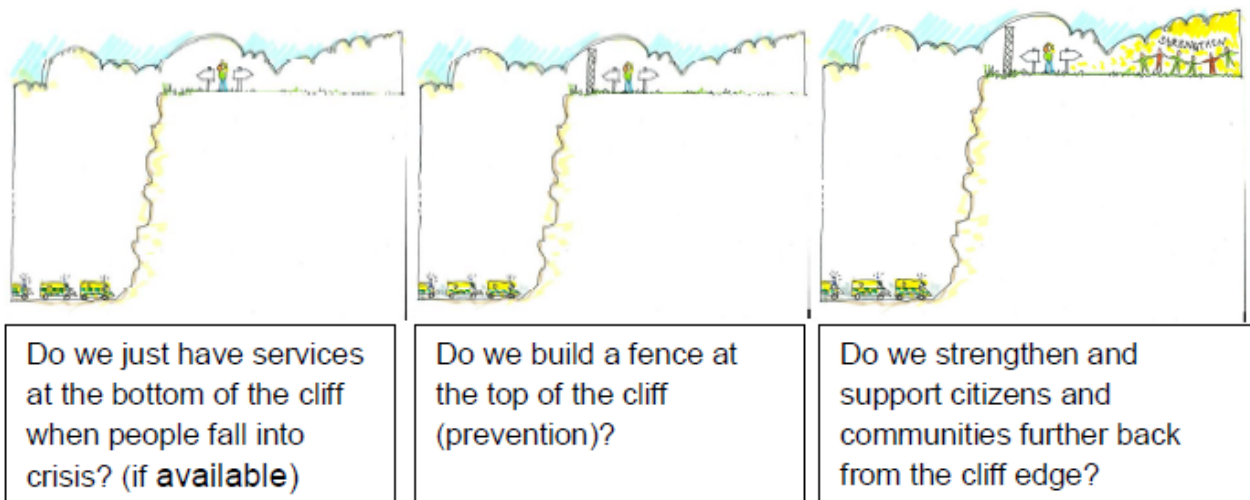 STRENGTHEN
Do we just have services
at the bottom of the cliff
when people fall into
crisis? (if available)
Do we build a fence at
the top of the cliff
(prevention)?
Do we strengthen and
support citizens and
communities further back
from the cliff edge?